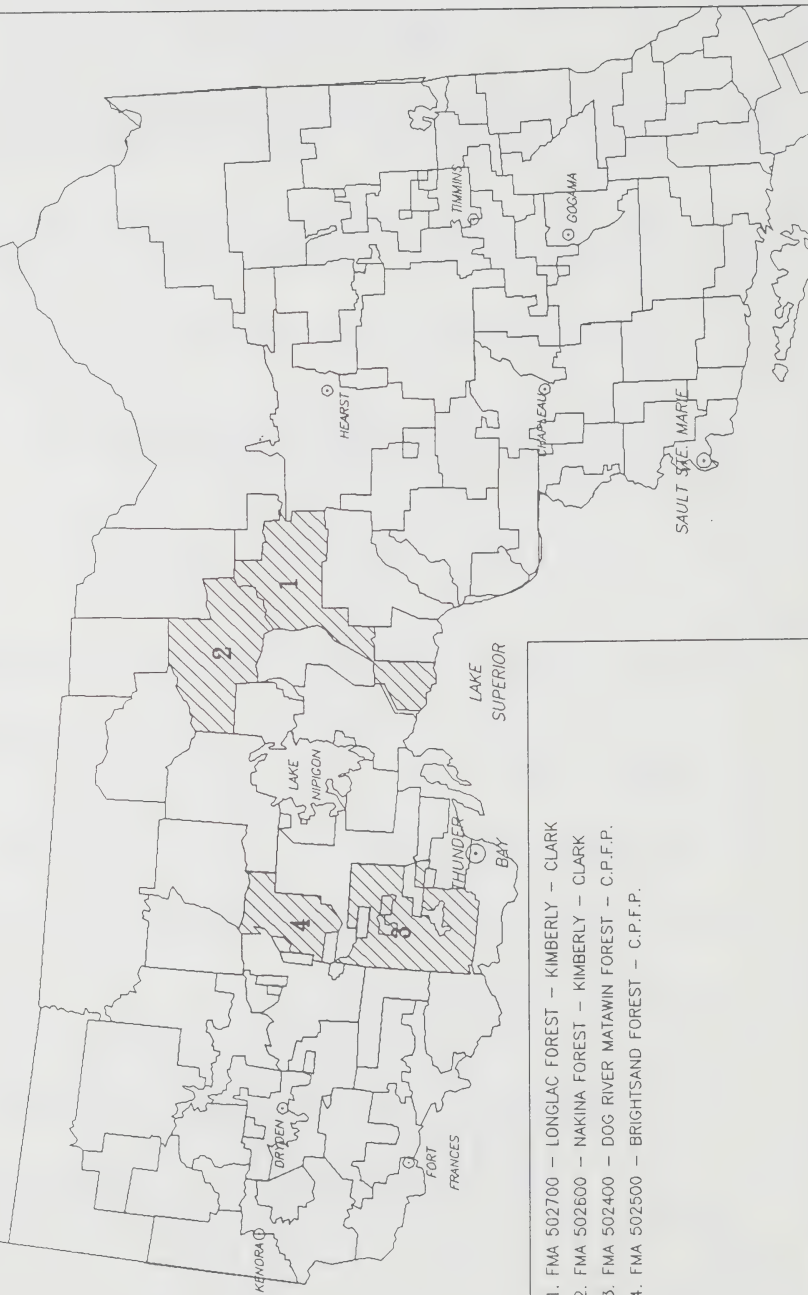 KENORA
DRYDEN
FORT
FRANCES
4
3
THUNDER
BAY
LAKE
NIPIGON
2
1
LAKE
SUPERIOR
HEARST
TIMMINS
GOGAMA
CHAPLEAU
SAULT STE. MARIE
1. FMA 502700 – LONGLAC FOREST – KIMBERLY – CLARK
2. FMA 502600 – NAKINA FOREST – KIMBERLY – CLARK
3. FMA 502400 – DOG RIVER MATAWIN FOREST – C.P.F.P.
4. FMA 502500 – BRIGHTSAND FOREST – C.P.F.P.